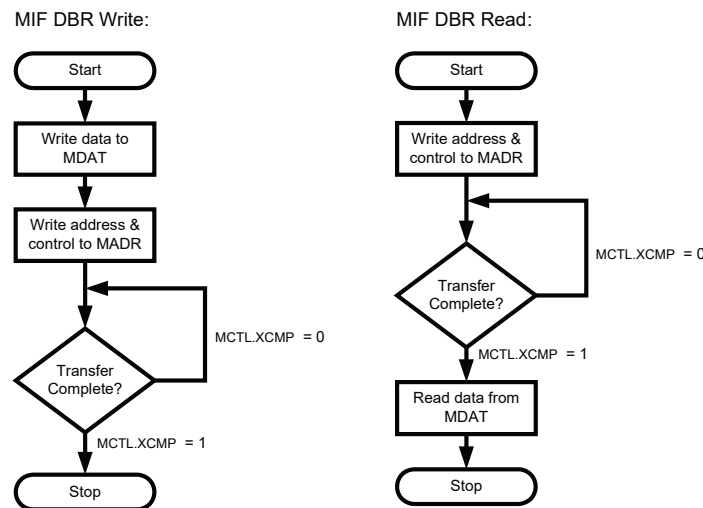 MIF DBR Write:
Start
Write data to
MDAT
Write address &
control to MADR
MCTL.XCMP = 0
Transfer
Complete?
MCTL.XCMP = 1
Stop
MIF DBR Read:
Start
Write address &
control to MADR
MCTL.XCMP = 0
Transfer
Complete?
MCTL.XCMP = 1
Read data from
MDAT
Stop